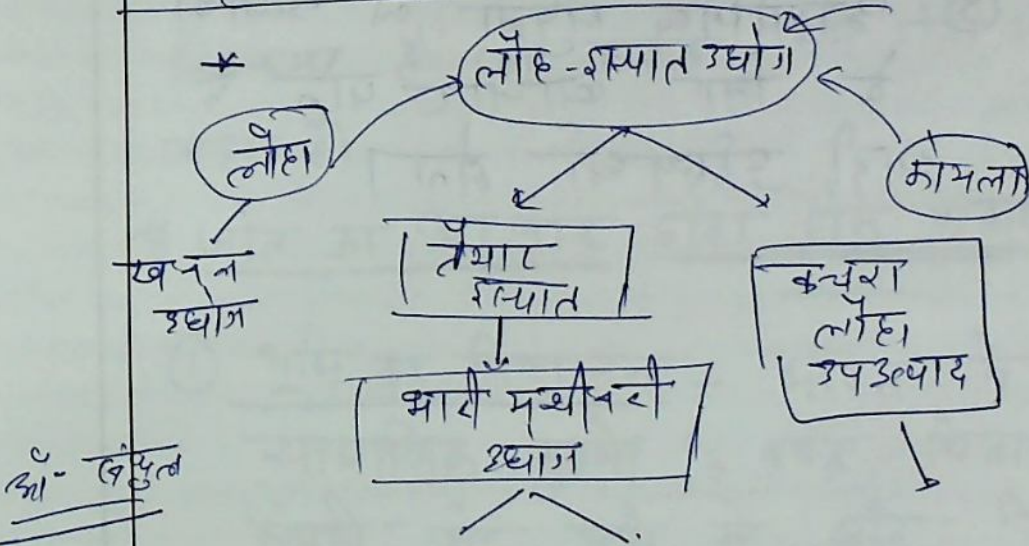 लौह-इस्पात उद्योग
लौहा
कोयला
खनन
उद्योग
तैयार
इस्पात
कचरा
लौहा
उपउत्पाद
भारी मशीनरी
उद्योग